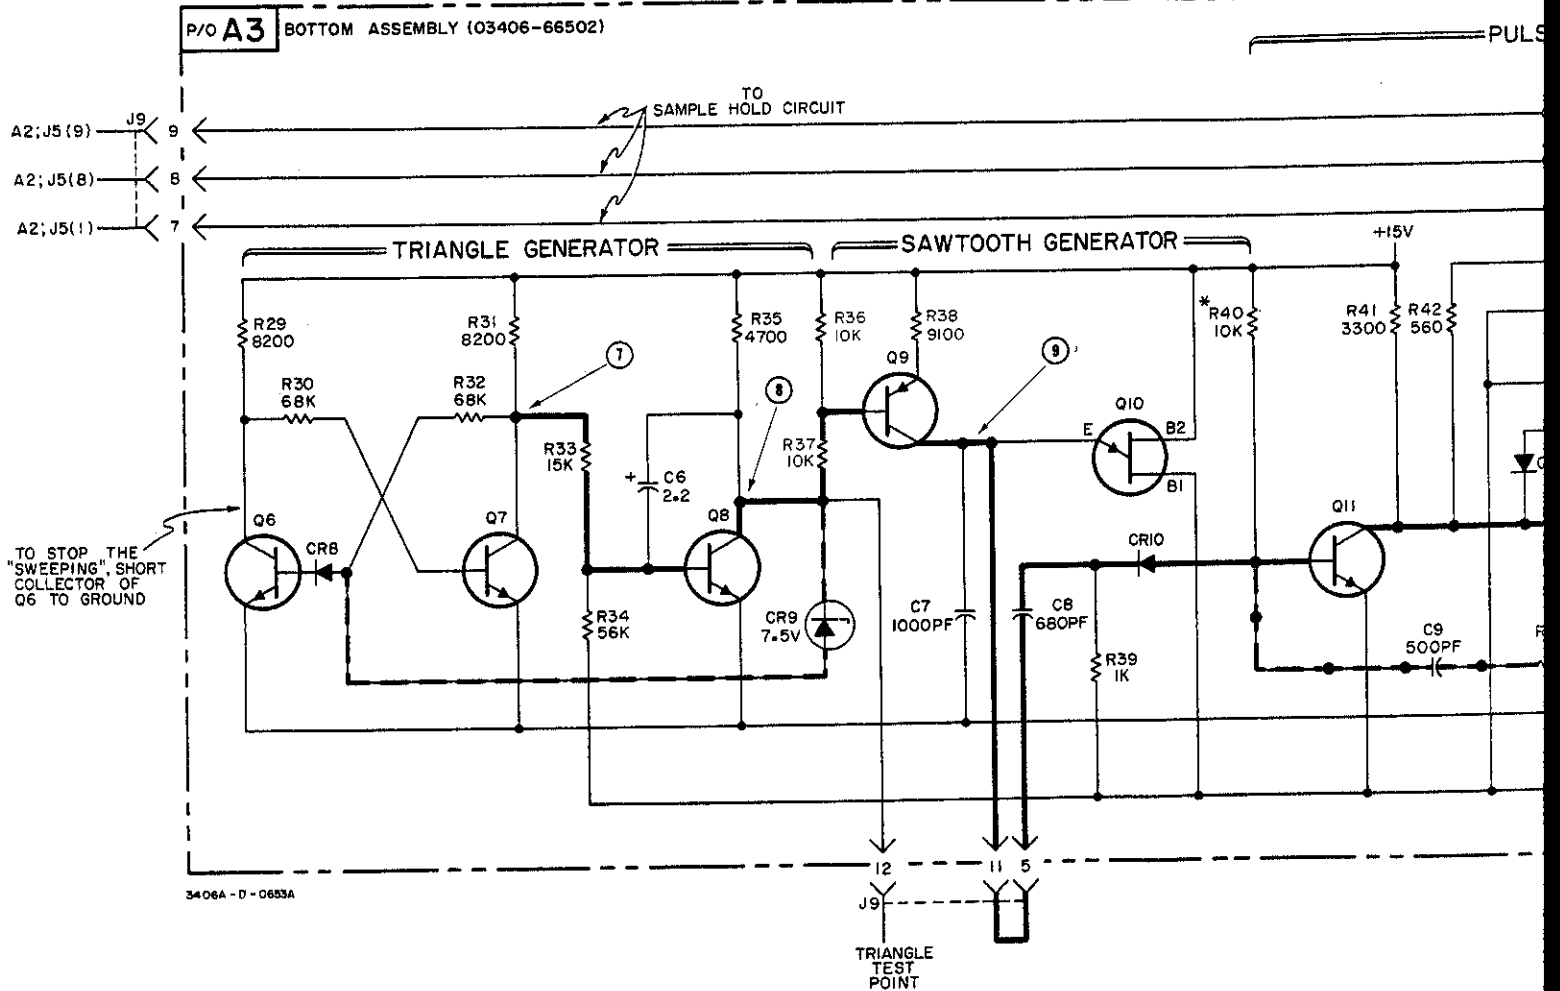 P/O A3 BOTTOM ASSEMBLY (03406-66502)
PULS
TO
SAMPLE HOLD CIRCUIT
J9
A2;J5(9) 9
A2;J5(8) 8
A2;J5(1) 7
TRIANGLE GENERATOR
SAWTOOTH GENERATOR
+15V
R29
8200
R31
8200
R35
4700
R36
10K
R38
9100
*R40
10K
R41
3300
R42
560
7
8
9
R30
68K
R32
68K
Q9
Q10
E
B2
B1
R33
15K
R37
10K
+
C6
2.2
Q6
CR8
Q7
Q8
CR10
Q11
TO STOP THE
"SWEEPING", SHORT
COLLECTOR OF
Q6 TO GROUND
R34
56K
CR9
7.5V
C7
1000PF
C8
680PF
R39
1K
C9
500PF
12
11
5
J9
3406A-D-0653A
TRIANGLE
TEST
POINT